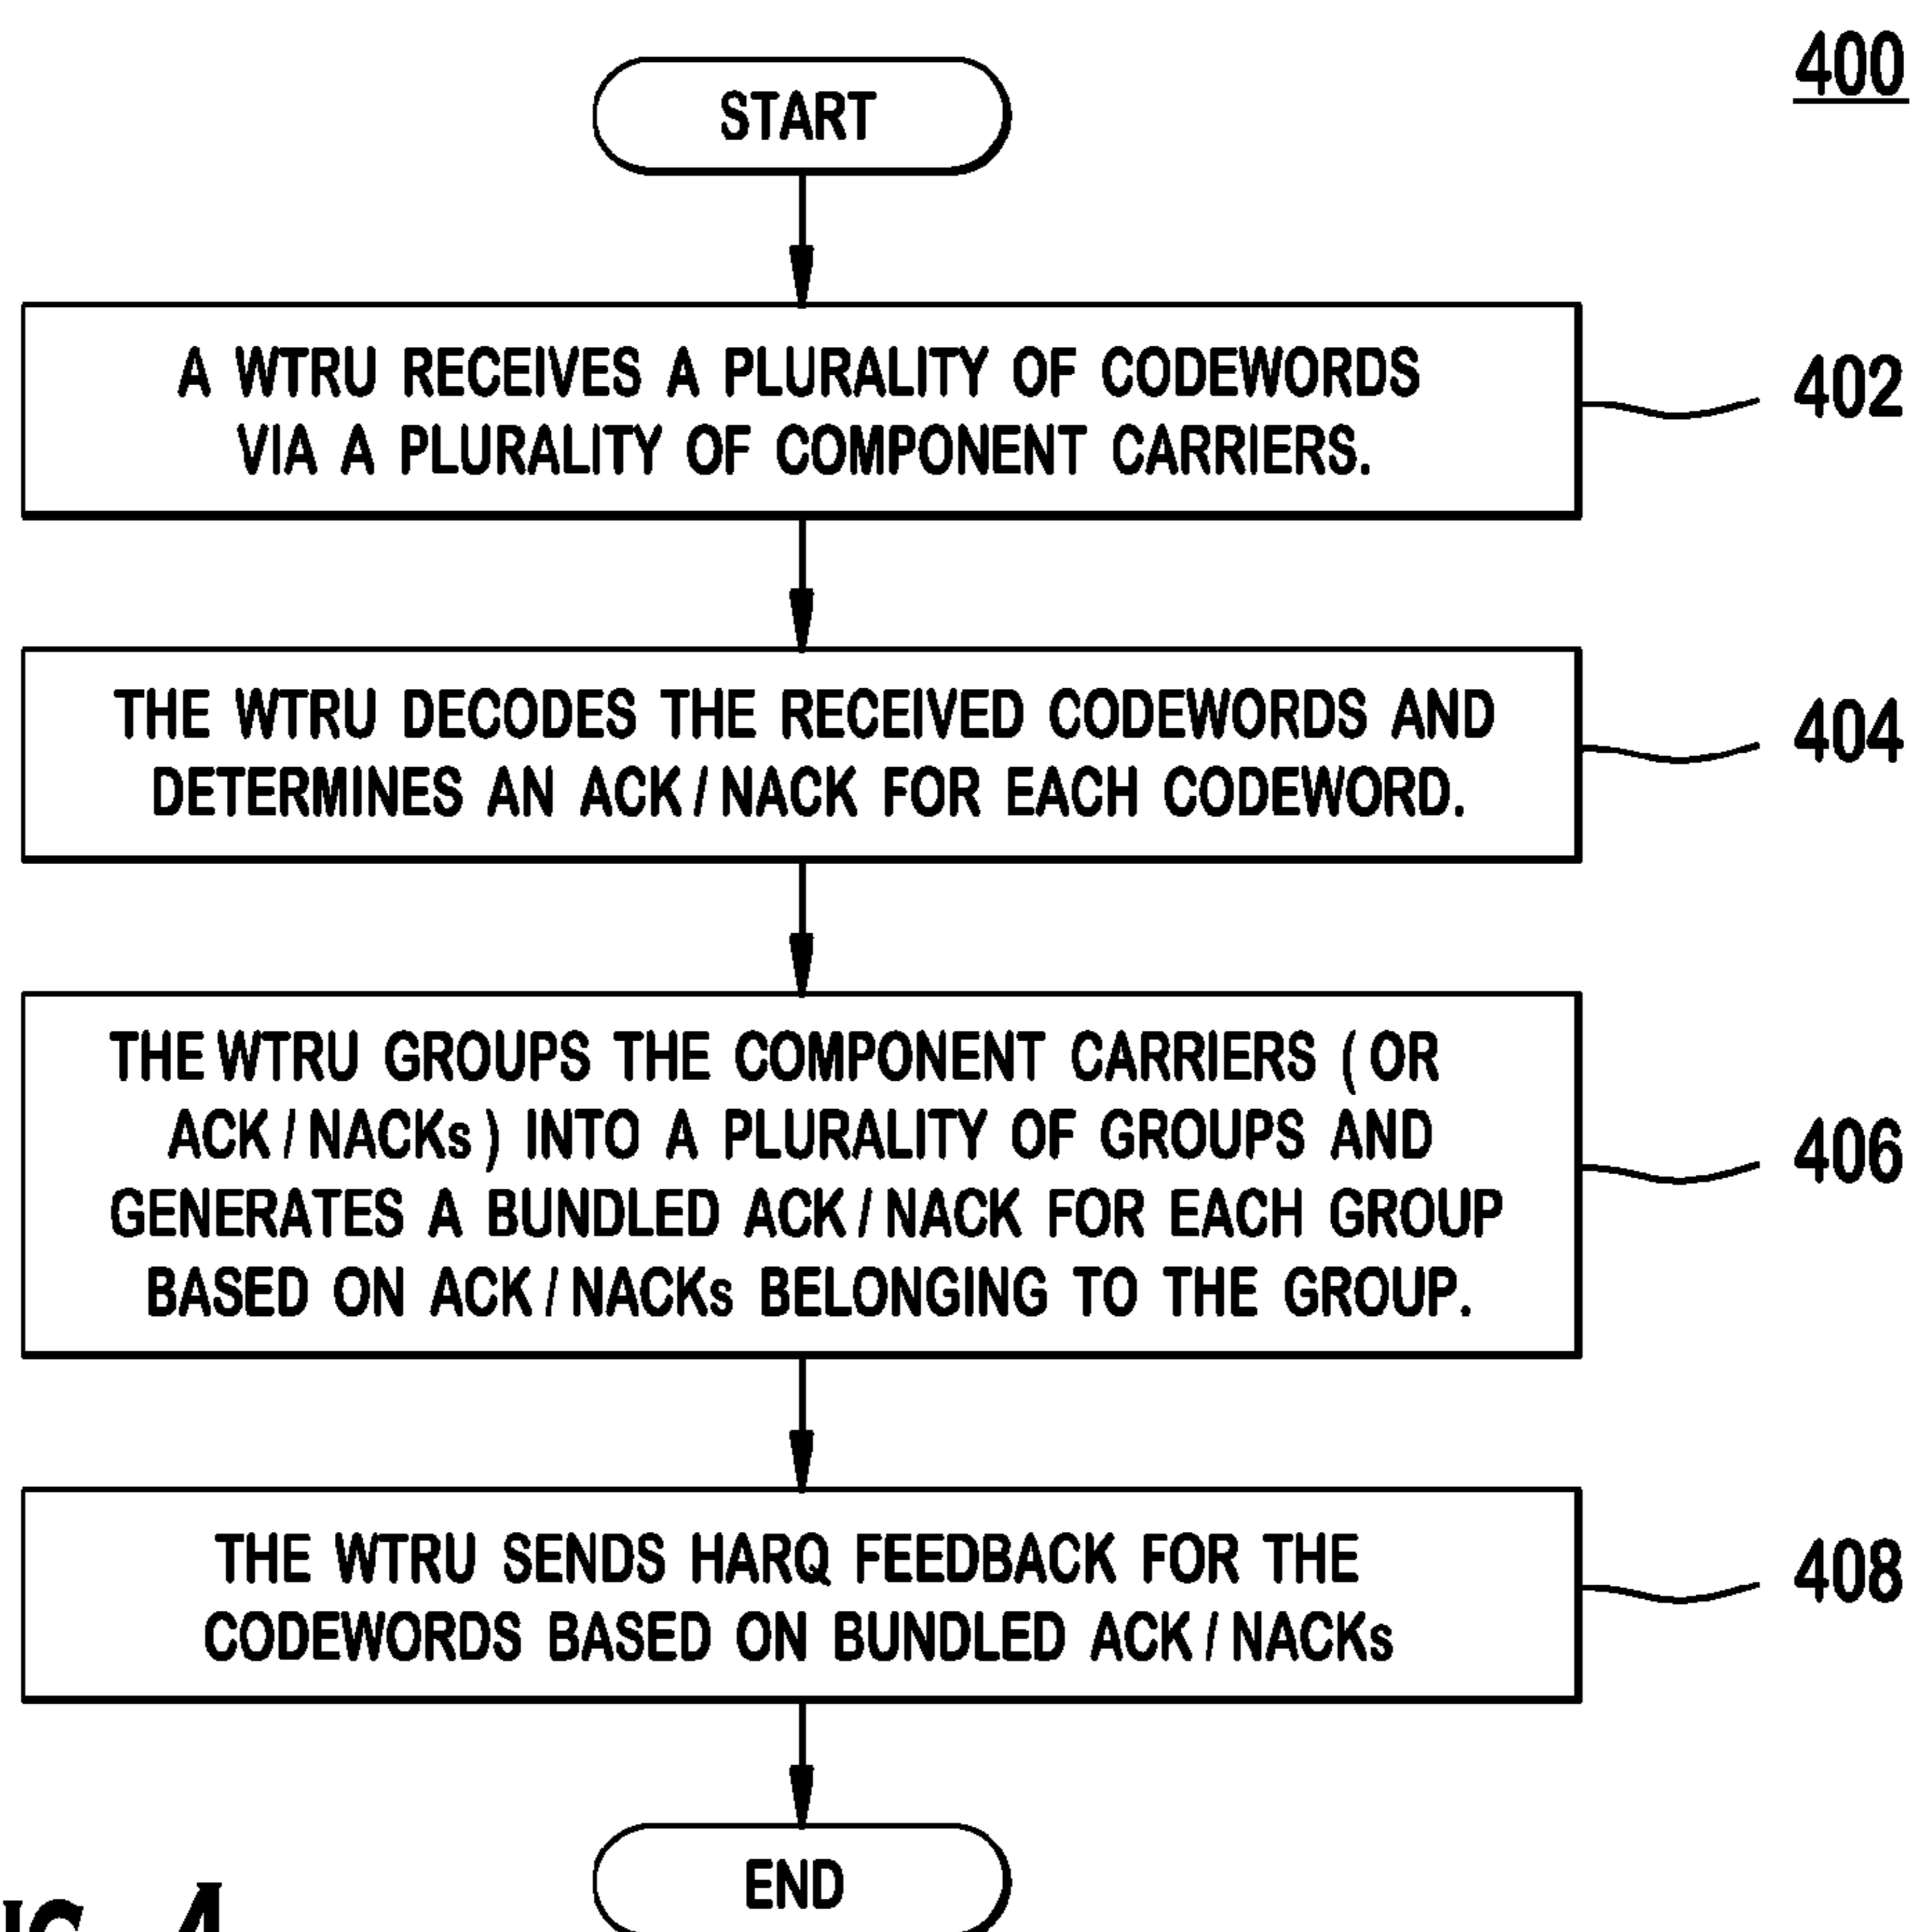 400
START
A WTRU RECEIVES A PLURALITY OF CODEWORDS
VIA A PLURALITY OF COMPONENT CARRIERS.
402
THE WTRU DECODES THE RECEIVED CODEWORDS AND
DETERMINES AN ACK/NACK FOR EACH CODEWORD.
404
THE WTRU GROUPS THE COMPONENT CARRIERS (OR
ACK/NACKs) INTO A PLURALITY OF GROUPS AND
GENERATES A BUNDLED ACK/NACK FOR EACH GROUP
BASED ON ACK/NACKs BELONGING TO THE GROUP.
406
THE WTRU SENDS HARQ FEEDBACK FOR THE
CODEWORDS BASED ON BUNDLED ACK/NACKs
408
END
4